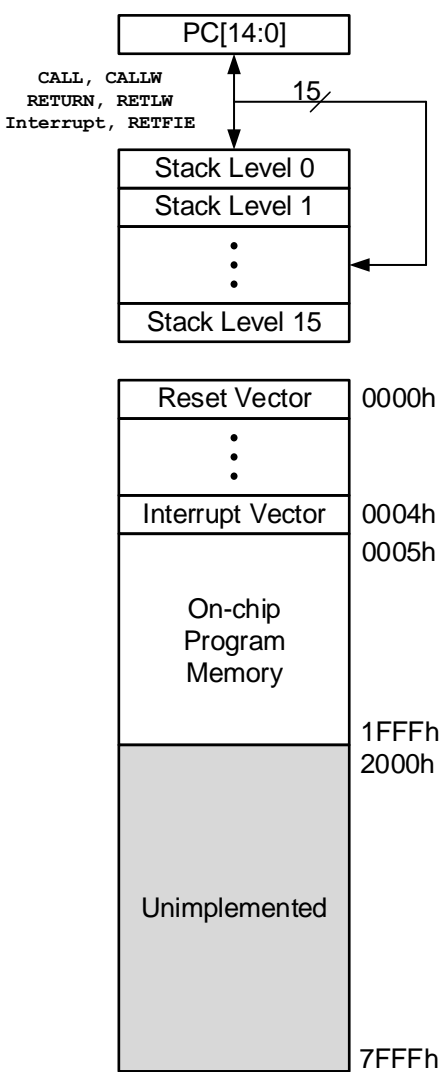 PC[14:0]
CALL, CALLW
RETURN, RETLW
Interrupt, RETFIE
15
Stack Level 0
Stack Level 1
Stack Level 15
Reset Vector
0000h
Interrupt Vector
0004h
0005h
On-chip
Program
Memory
1FFFh
2000h
Unimplemented
7FFFh